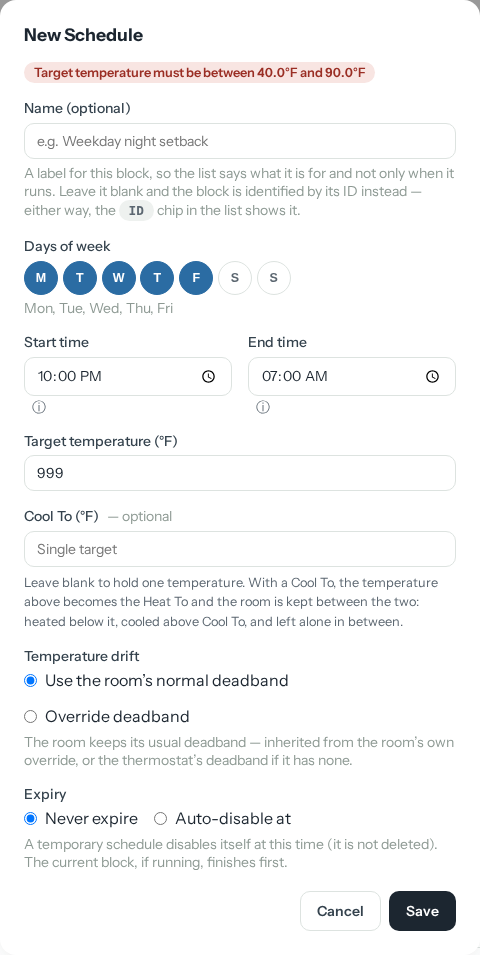 New Schedule
Target temperature must be between 40.0°F and 90.0°F
Name (optional)
e.g. Weekday night setback
A label for this block, so the list says what it is for and not only when it
runs. Leave it blank and the block is identified by its ID instead —
either way, the ID chip in the list shows it.
Days of week
M T W T F S S
Mon, Tue, Wed, Thu, Fri
Start time End time
10:00 PM 07:00 AM
ⓘ ⓘ
Target temperature (°F)
999
Cool To (°F) — optional
Single target
Leave blank to hold one temperature. With a Cool To, the temperature
above becomes the Heat To and the room is kept between the two:
heated below it, cooled above Cool To, and left alone in between.
Temperature drift
Use the room's normal deadband
Override deadband
The room keeps its usual deadband — inherited from the room's own
override, or the thermostat's deadband if it has none.
Expiry
Never expire Auto-disable at
A temporary schedule disables itself at this time (it is not deleted).
The current block, if running, finishes first.
Cancel Save